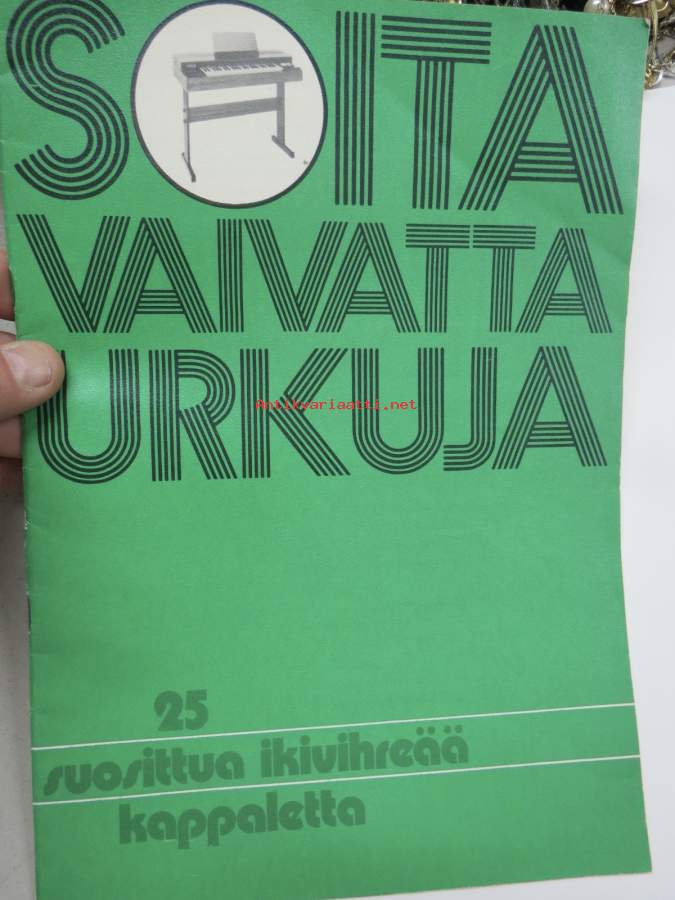 SOITA
VAIVATTA
URKUJA
Antikvariaatti.net
25
suosittua ikivihreää
kappaletta